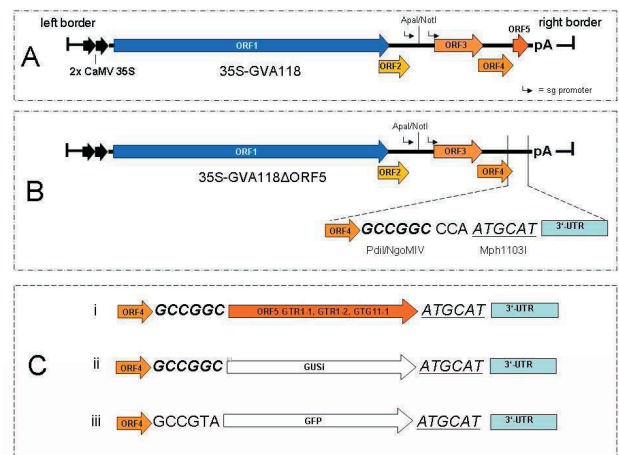 left border
right border
ApaI/NotI
ORF5
ORF1
ORF3
pA
A
2x CaMV 35S
35S-GVA118
ORF2
ORF4
= sg promoter
ApaI/NotI
ORF1
ORF3
pA
B
35S-GVA118ΔORF5
ORF2
ORF4
ORF4 GCCGGC CCA ATGCAT 3'-UTR
PdiI/NgoMIV Mph1103I
i ORF4 GCCGGC ORF5 GTR1-1, GTR1-2, GTG11-1 ATGCAT 3'-UTR
C
ii ORF4 GCCGGC GUSi ATGCAT 3'-UTR
iii ORF4 GCCGTA GFP ATGCAT 3'-UTR